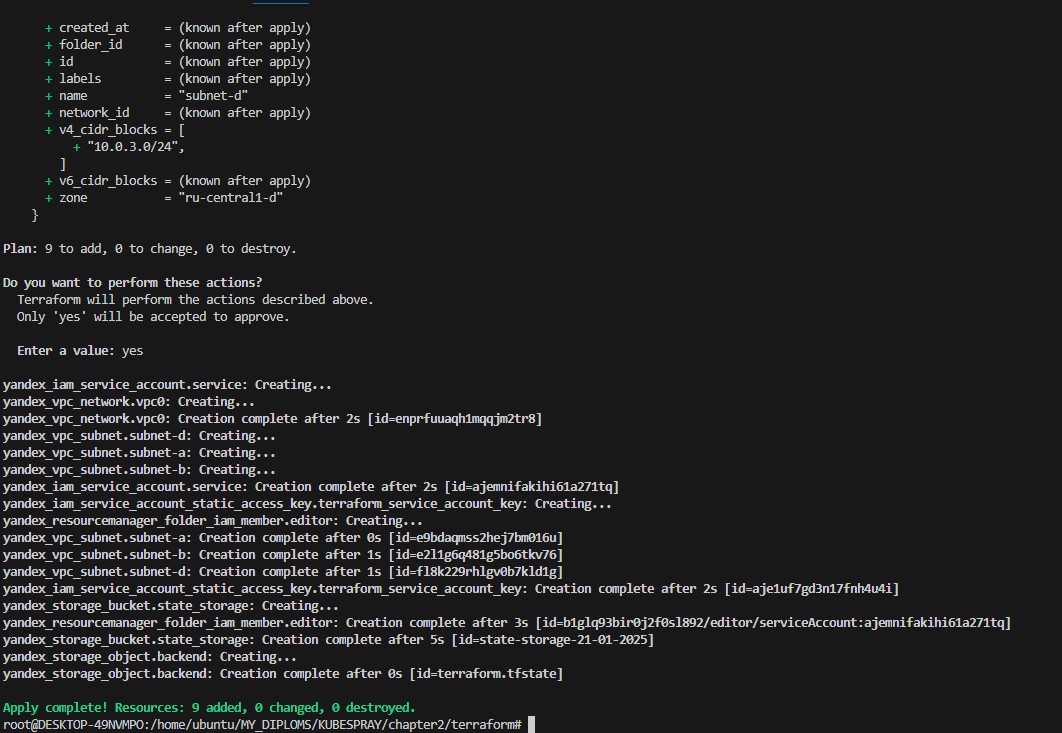 + created_at     = (known after apply)
+ folder_id      = (known after apply)
+ id             = (known after apply)
+ labels         = (known after apply)
+ name           = "subnet-d"
+ network_id     = (known after apply)
+ v4_cidr_blocks = [
+ "10.0.3.0/24",
]
+ v6_cidr_blocks = (known after apply)
+ zone           = "ru-central1-d"
}
Plan: 9 to add, 0 to change, 0 to destroy.
Do you want to perform these actions?
Terraform will perform the actions described above.
Only 'yes' will be accepted to approve.
Enter a value: yes
yandex_iam_service_account.service: Creating...
yandex_vpc_network.vpc0: Creating...
yandex_vpc_network.vpc0: Creation complete after 2s [id=enprfuuaqh1mqqjm2tr8]
yandex_vpc_subnet.subnet-d: Creating...
yandex_vpc_subnet.subnet-a: Creating...
yandex_vpc_subnet.subnet-b: Creating...
yandex_iam_service_account.service: Creation complete after 2s [id=ajemnifakihi61a271tq]
yandex_iam_service_account_static_access_key.terraform_service_account_key: Creating...
yandex_resourcemanager_folder_iam_member.editor: Creating...
yandex_vpc_subnet.subnet-a: Creation complete after 0s [id=e9bdaqmss2hej7bm016u]
yandex_vpc_subnet.subnet-b: Creation complete after 1s [id=e2l1g6q481g5bo6tkv76]
yandex_vpc_subnet.subnet-d: Creation complete after 1s [id=fl8k229rhlgv0b7kld1g]
yandex_iam_service_account_static_access_key.terraform_service_account_key: Creation complete after 2s [id=aje1uf7gd3n17fnh4u4i]
yandex_storage_bucket.state_storage: Creating...
yandex_resourcemanager_folder_iam_member.editor: Creation complete after 3s [id=b1glq93bir0j2f0sl892/editor/serviceAccount:ajemnifakihi61a271tq]
yandex_storage_bucket.state_storage: Creation complete after 5s [id=state-storage-21-01-2025]
yandex_storage_object.backend: Creating...
yandex_storage_object.backend: Creation complete after 0s [id=terraform.tfstate]
Apply complete! Resources: 9 added, 0 changed, 0 destroyed.
root@DESKTOP-49NVMPO:/home/ubuntu/MY_DIPLOMS/KUBESPRAY/chapter2/terraform#